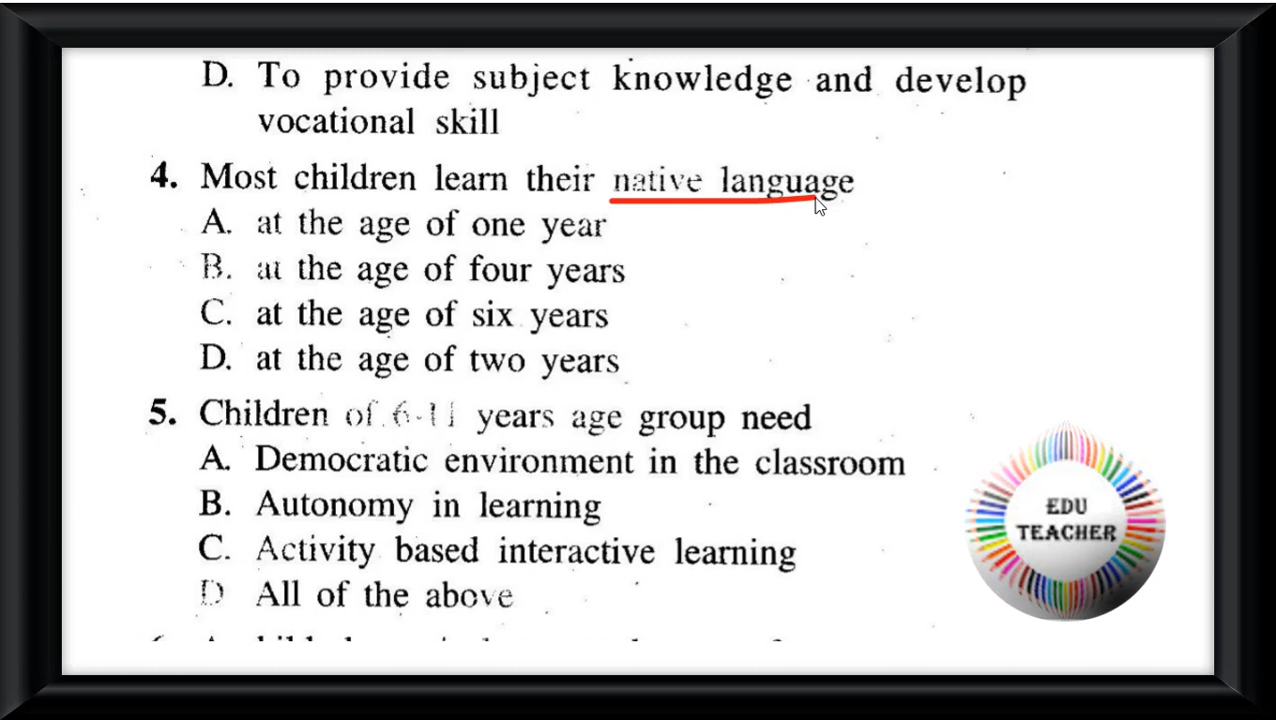 D. To provide subject knowledge and develop
vocational skill
4. Most children learn their native language
A. at the age of one year
B. at the age of four years
C. at the age of six years
D. at the age of two years
5. Children of 6-11 years age group need
A. Democratic environment in the classroom
B. Autonomy in learning
C. Activity based interactive learning
D All of the above
EDU
TEACHER